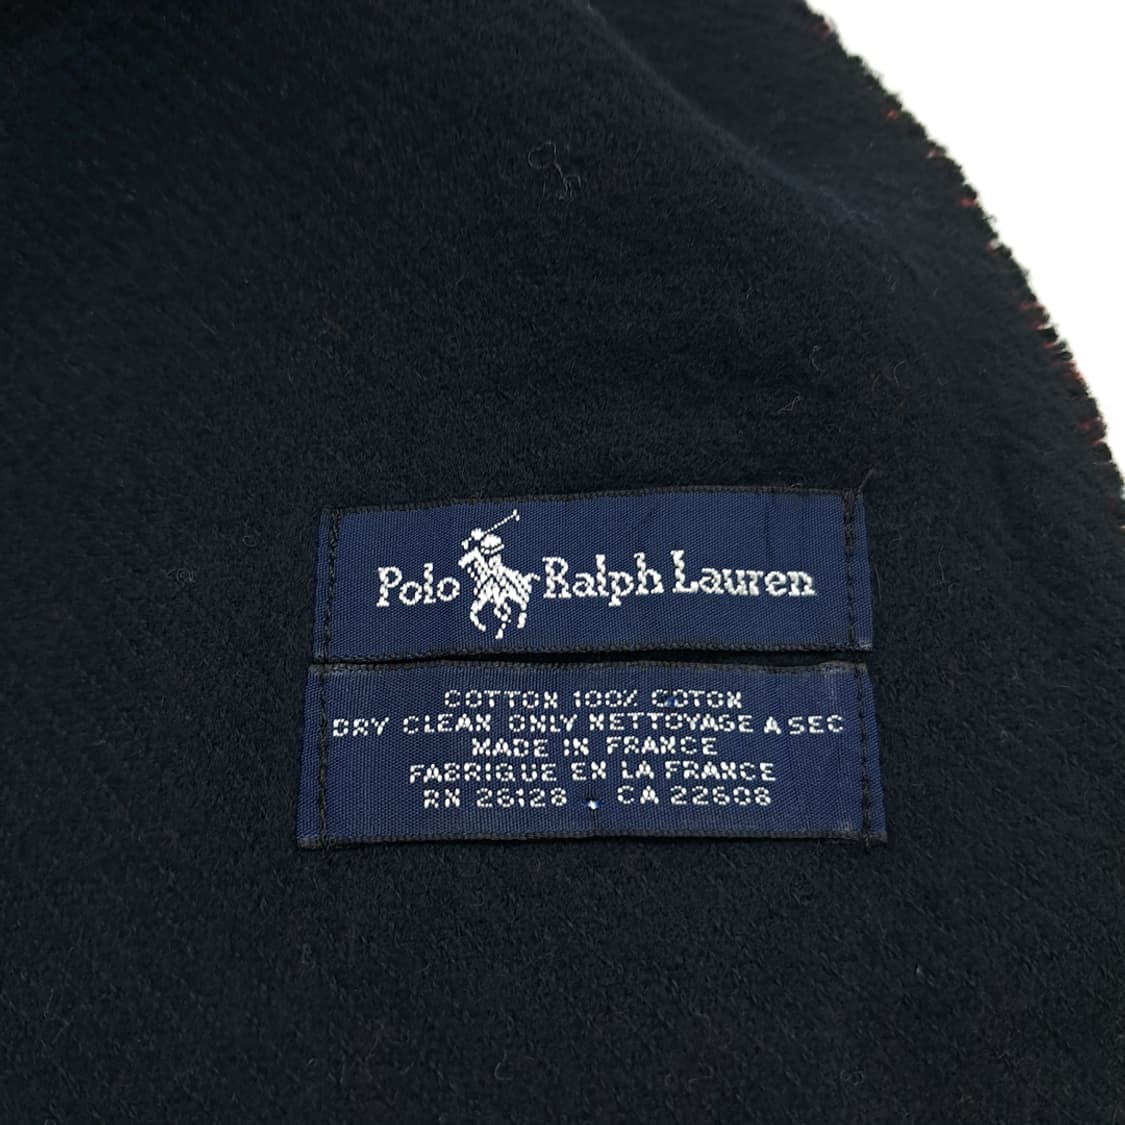 Polo Ralph Lauren
COTTON 100% COTON
DRY CLEAN ONLY NETTOYAGE A SEC
MADE IN FRANCE
FABRIQUE EN LA FRANCE
RN 26128 . CA 22608